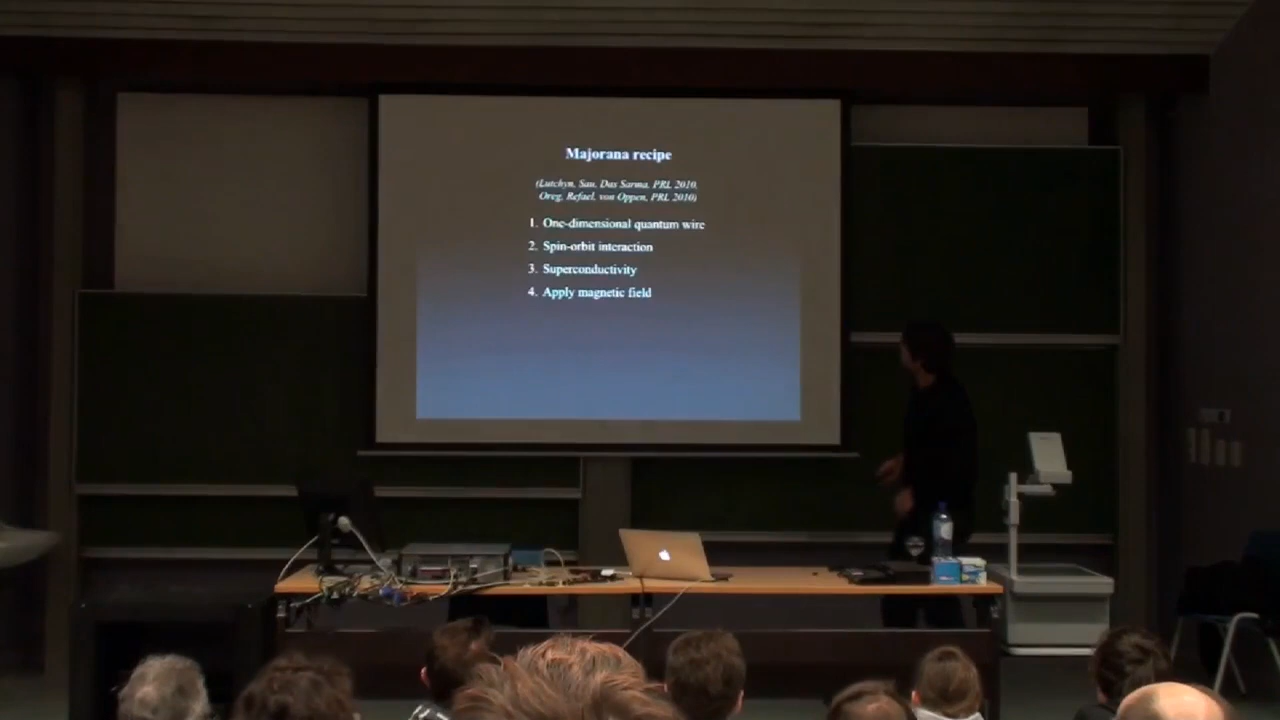 Majorana recipe
(Lutchyn, Sau, Das Sarma, PRL 2010,
Oreg, Refael, von Oppen, PRL 2010)
1. One-dimensional quantum wire
2. Spin-orbit interaction
3. Superconductivity
4. Apply magnetic field